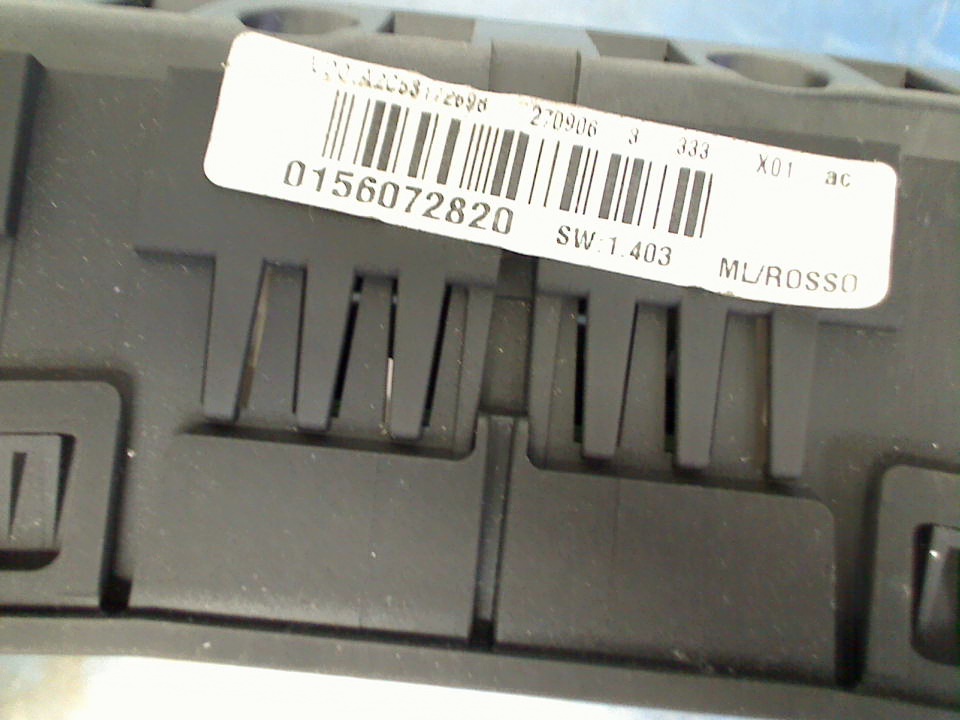 270906 3 333 X01 ac
0156072820
SW:1.403
ML/ROSSO